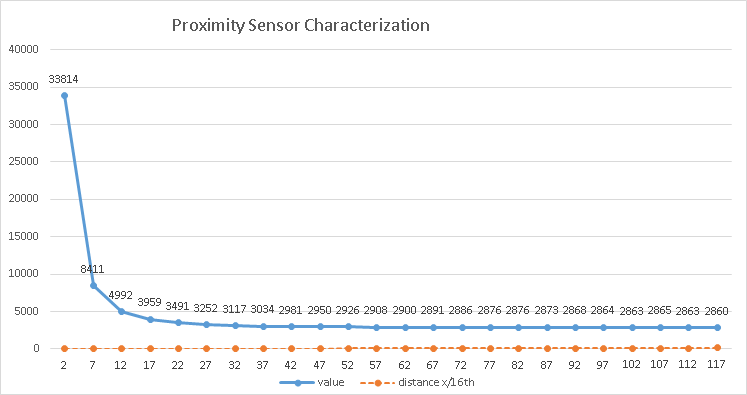 Proximity Sensor Characterization
40000
35000
30000
25000
20000
15000
10000
5000
0
33814 8411 4992 3959 3491 3252 3117 3034 2981 2950 2926 2908 2900 2891 2886 2876 2876 2873 2868 2864 2863 2865 2863 2860
2 7 12 17 22 27 32 37 42 47 52 57 62 67 72 77 82 87 92 97 102 107 112 117
value distance x/16th